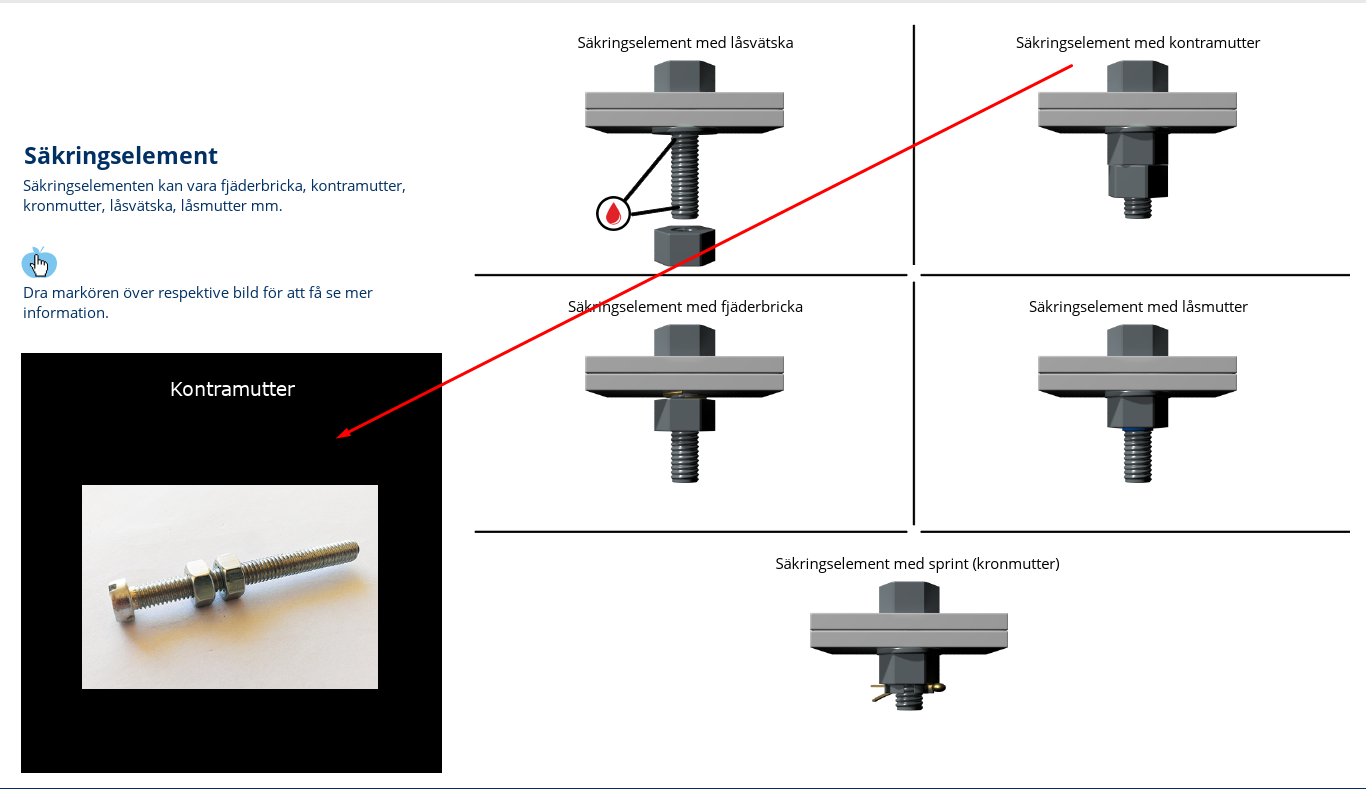 Säkringselement
Säkringselementen kan vara fjäderbricka, kontramutter,
kronmutter, låsvätska, låsmutter mm.
Dra markören över respektive bild för att få se mer
information.
Kontramutter
Säkringselement med låsvätska
Säkringselement med kontramutter
Säkringselement med fjäderbricka
Säkringselement med låsmutter
Säkringselement med sprint (kronmutter)